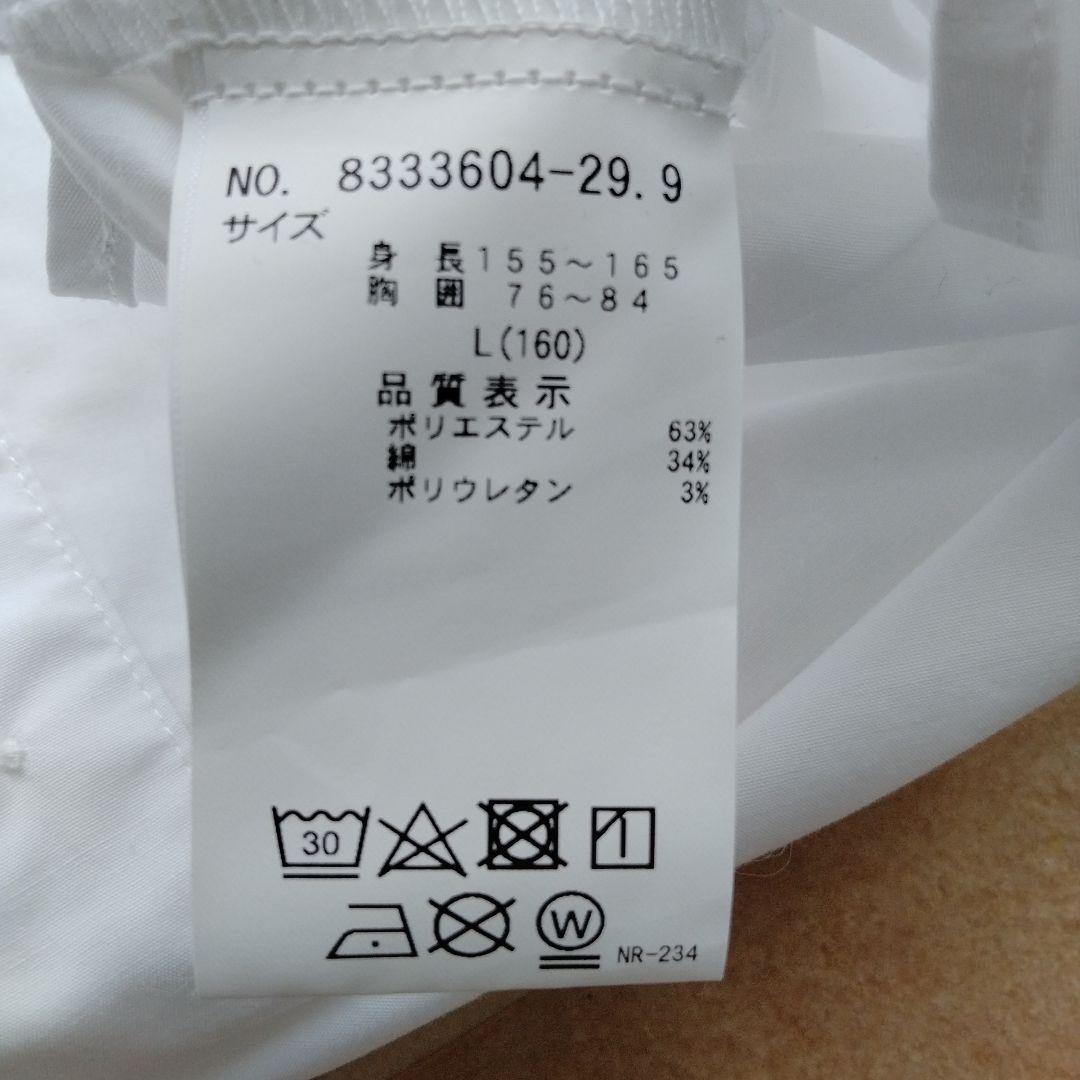 NO. 8333604-29.9
サイズ
身長155～165
胸囲 76～84
L(160)
品質表示
ポリエステル 63%
綿 34%
ポリウレタン 3%
30
W
NR-234